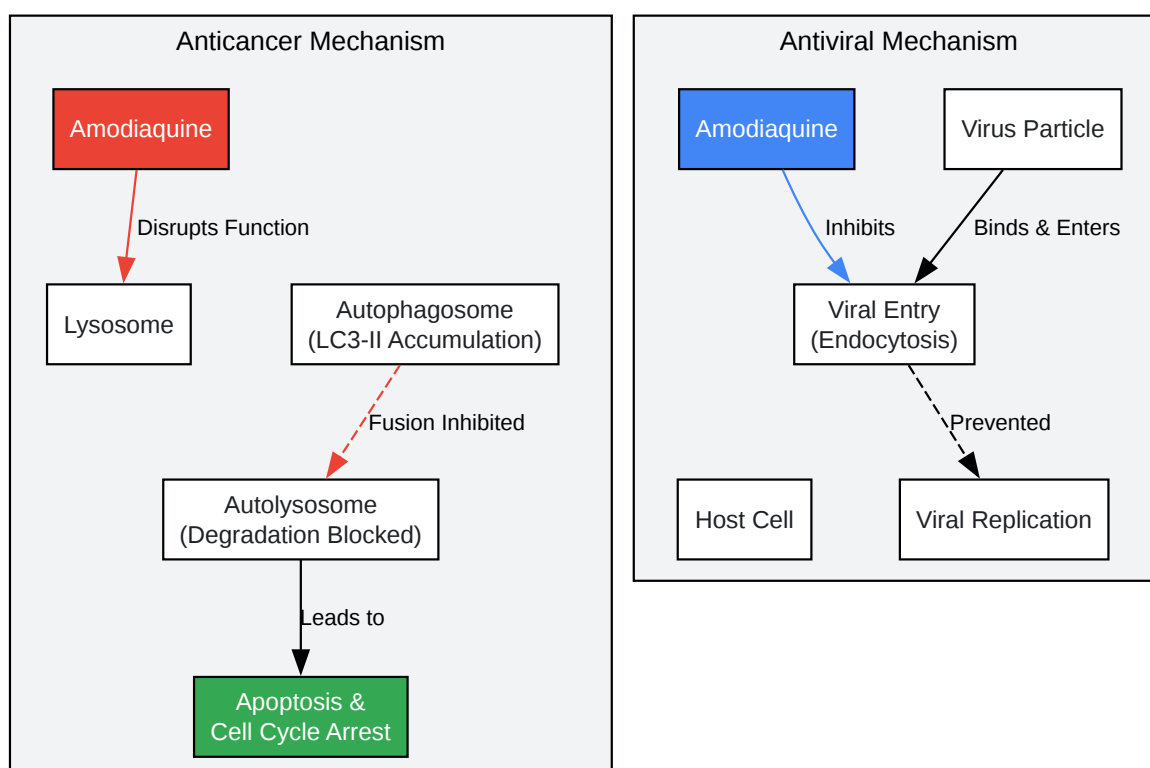 Anticancer Mechanism
Amodiaquine
Disrupts Function
Lysosome
Autophagosome
(LC3-II Accumulation)
Fusion Inhibited
Autolysosome
(Degradation Blocked)
Leads to
Apoptosis &
Cell Cycle Arrest
Antiviral Mechanism
Amodiaquine
Virus Particle
Inhibits
Binds & Enters
Viral Entry
(Endocytosis)
Prevented
Host Cell
Viral Replication